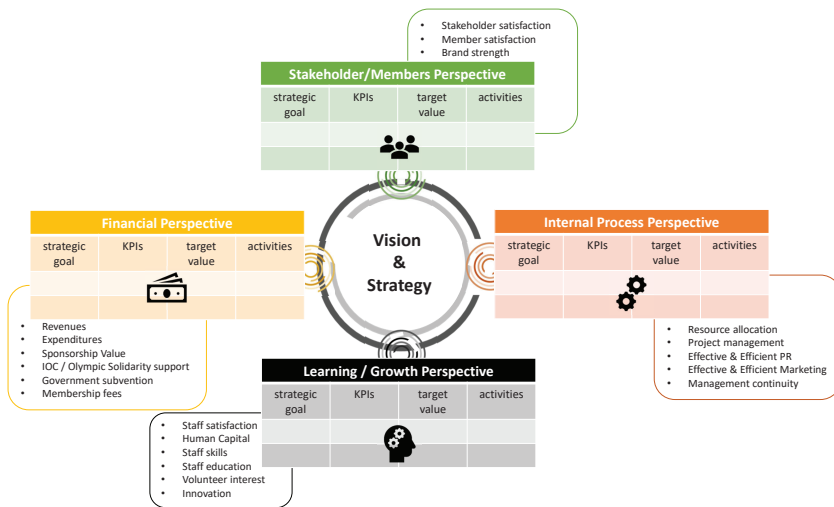 • Stakeholder satisfaction
• Member satisfaction
• Brand strength
Stakeholder/Members Perspective
strategic goal KPIs target value activities
Financial Perspective
strategic goal KPIs target value activities
• Revenues
• Expenditures
• Sponsorship Value
• IOC / Olympic Solidarity support
• Government subvention
• Membership fees
Vision
&
Strategy
Internal Process Perspective
strategic goal KPIs target value activities
• Resource allocation
• Project management
• Effective & Efficient PR
• Effective & Efficient Marketing
• Management continuity
Learning / Growth Perspective
strategic goal KPIs target value activities
• Staff satisfaction
• Human Capital
• Staff skills
• Staff education
• Volunteer interest
• Innovation